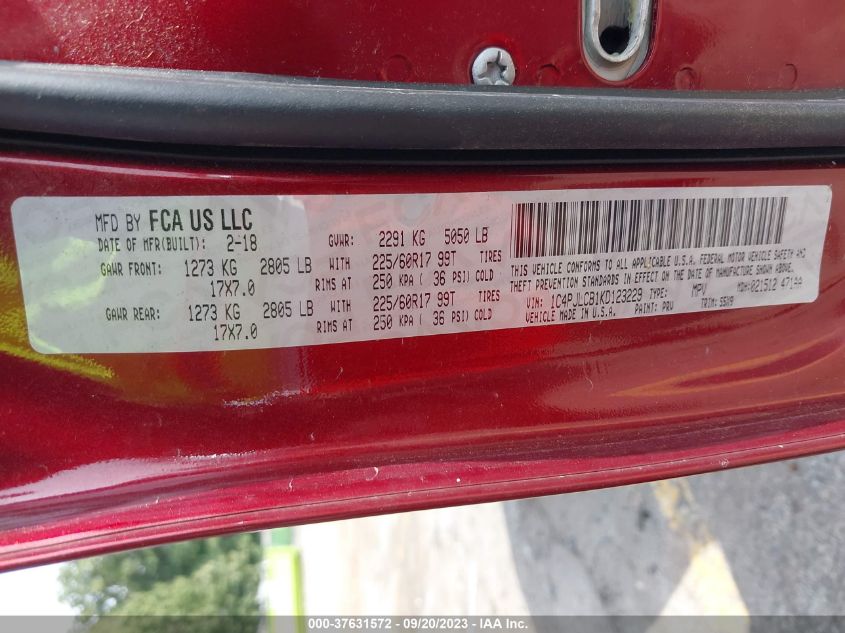 MFD BY FCA US LLC
DATE OF MFR(BUILT): 2-18 GVWR: 2291 KG 5050 LB
GAWR FRONT: 1273 KG 2805 LB WITH 225/60R17 99T TIRES
17X7.0 RIMS AT 250 KPA ( 36 PSI) COLD
GAWR REAR: 1273 KG 2805 LB WITH 225/60R17 99T TIRES
17X7.0 RIMS AT 250 KPA ( 36 PSI) COLD
THIS VEHICLE CONFORMS TO ALL APPLICABLE U.S.A. FEDERAL MOTOR VEHICLE SAFETY AND
THEFT PREVENTION STANDARDS IN EFFECT ON THE DATE OF MANUFACTURE SHOWN ABOVE.
VIN: 1C4PJLCB1KD123229 TYPE: MPV MDH:021512 471AA
VEHICLE MADE IN U.S.A. PAINT: PRV TRIM: S5U9
000-37631572 - 09/20/2023 - IAA Inc.